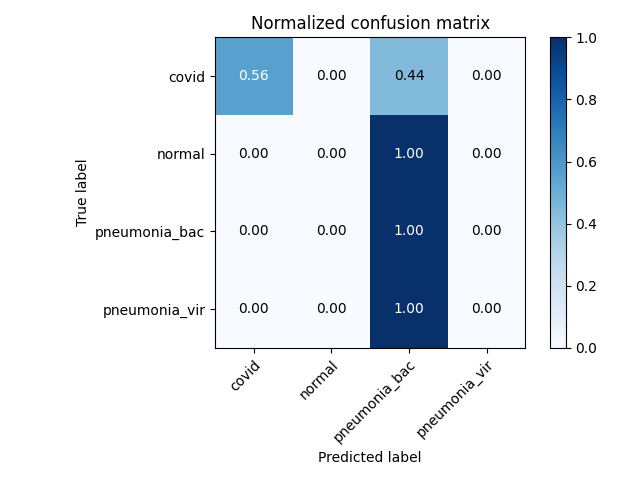 Normalized confusion matrix
covid 0.56 0.00 0.44 0.00
normal 0.00 0.00 1.00 0.00
pneumonia_bac 0.00 0.00 1.00 0.00
pneumonia_vir 0.00 0.00 1.00 0.00
True label
covid normal pneumonia_bac pneumonia_vir
Predicted label
1.0
0.8
0.6
0.4
0.2
0.0